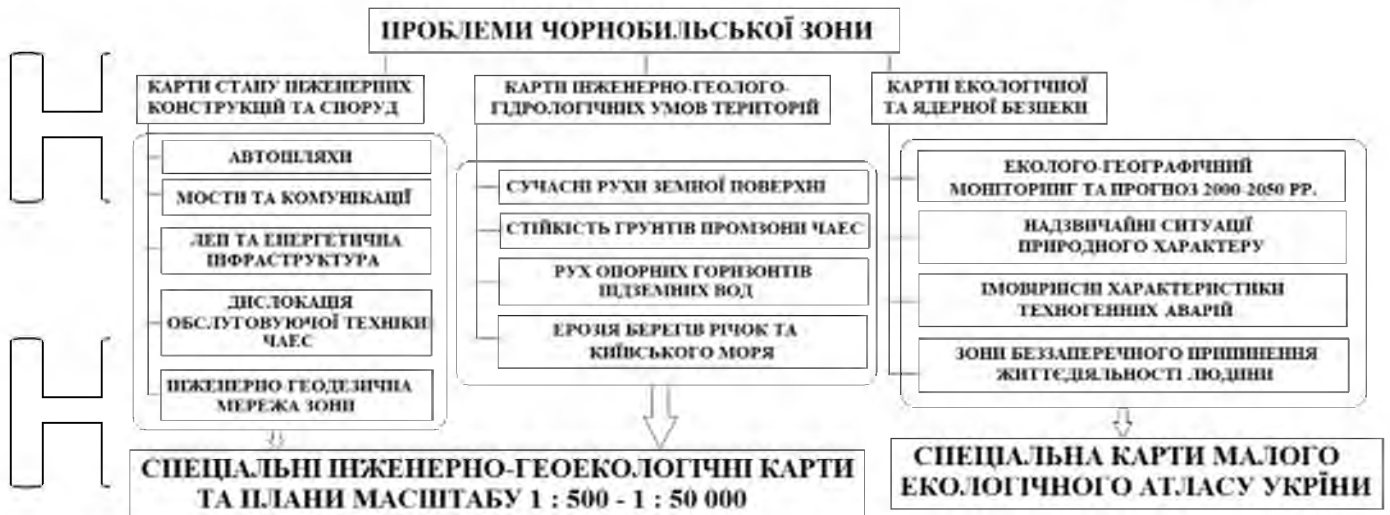 ПРОБЛЕМИ ЧОРНОБИЛЬСЬКОЇ ЗОНИ
КАРТИ СТАНУ ІНЖЕНЕРНИХ
КОНСТРУКЦІЙ ТА СПОРУД
АВТОШЛЯХИ
МОСТИ ТА КОМУНІКАЦІЇ
ЛЕП ТА ЕНЕРГЕТИЧНА
ІНФРАСТРУКТУРА
ДИСЛОКАЦІЯ
ОБСЛУГОВУЮЧОЇ ТЕХНІКИ
ЧАЕС
ІНЖЕНЕРНО-ГЕОДЕЗИЧНА
МЕРЕЖА ЗОНИ
КАРТИ ІНЖЕНЕРНО-ГЕОЛОГО-
ГІДРОЛОГІЧНИХ УМОВ ТЕРИТОРІЙ
СУЧАСНІ РУХИ ЗЕМНОЇ ПОВЕРХНІ
СТІЙКІСТЬ ГРУНТІВ ПРОМЗОНИ ЧАЕС
РУХ ОПОРНИХ ГОРИЗОНТІВ
ПІДЗЕМНИХ ВОД
ЕРОЗІЯ БЕРЕГІВ РІЧОК ТА
КИЇВСЬКОГО МОРЯ
КАРТИ ЕКОЛОГІЧНОЇ
ТА ЯДЕРНОЇ БЕЗПЕКИ
ЕКОЛОГО-ГЕОГРАФІЧНИЙ
МОНІТОРИНГ ТА ПРОГНОЗ 2000-2050 РР.
НАДЗВИЧАЙНІ СИТУАЦІЇ
ПРИРОДНОГО ХАРАКТЕРУ
ІМОВІРНІСНІ ХАРАКТЕРИСТИКИ
ТЕХНОГЕННИХ АВАРІЙ
ЗОНИ БЕЗЗАПЕРЕЧНОГО ПРИПИНЕННЯ
ЖИТТЄДІЯЛЬНОСТІ ЛЮДИНИ
СПЕЦІАЛЬНІ ІНЖЕНЕРНО-ГЕОЕКОЛОГІЧНІ КАРТИ
ТА ПЛАНИ МАСШТАБУ 1 : 500 - 1 : 50 000
СПЕЦІАЛЬНА КАРТИ МАЛОГО
ЕКОЛОГІЧНОГО АТЛАСУ УКРЇНИ